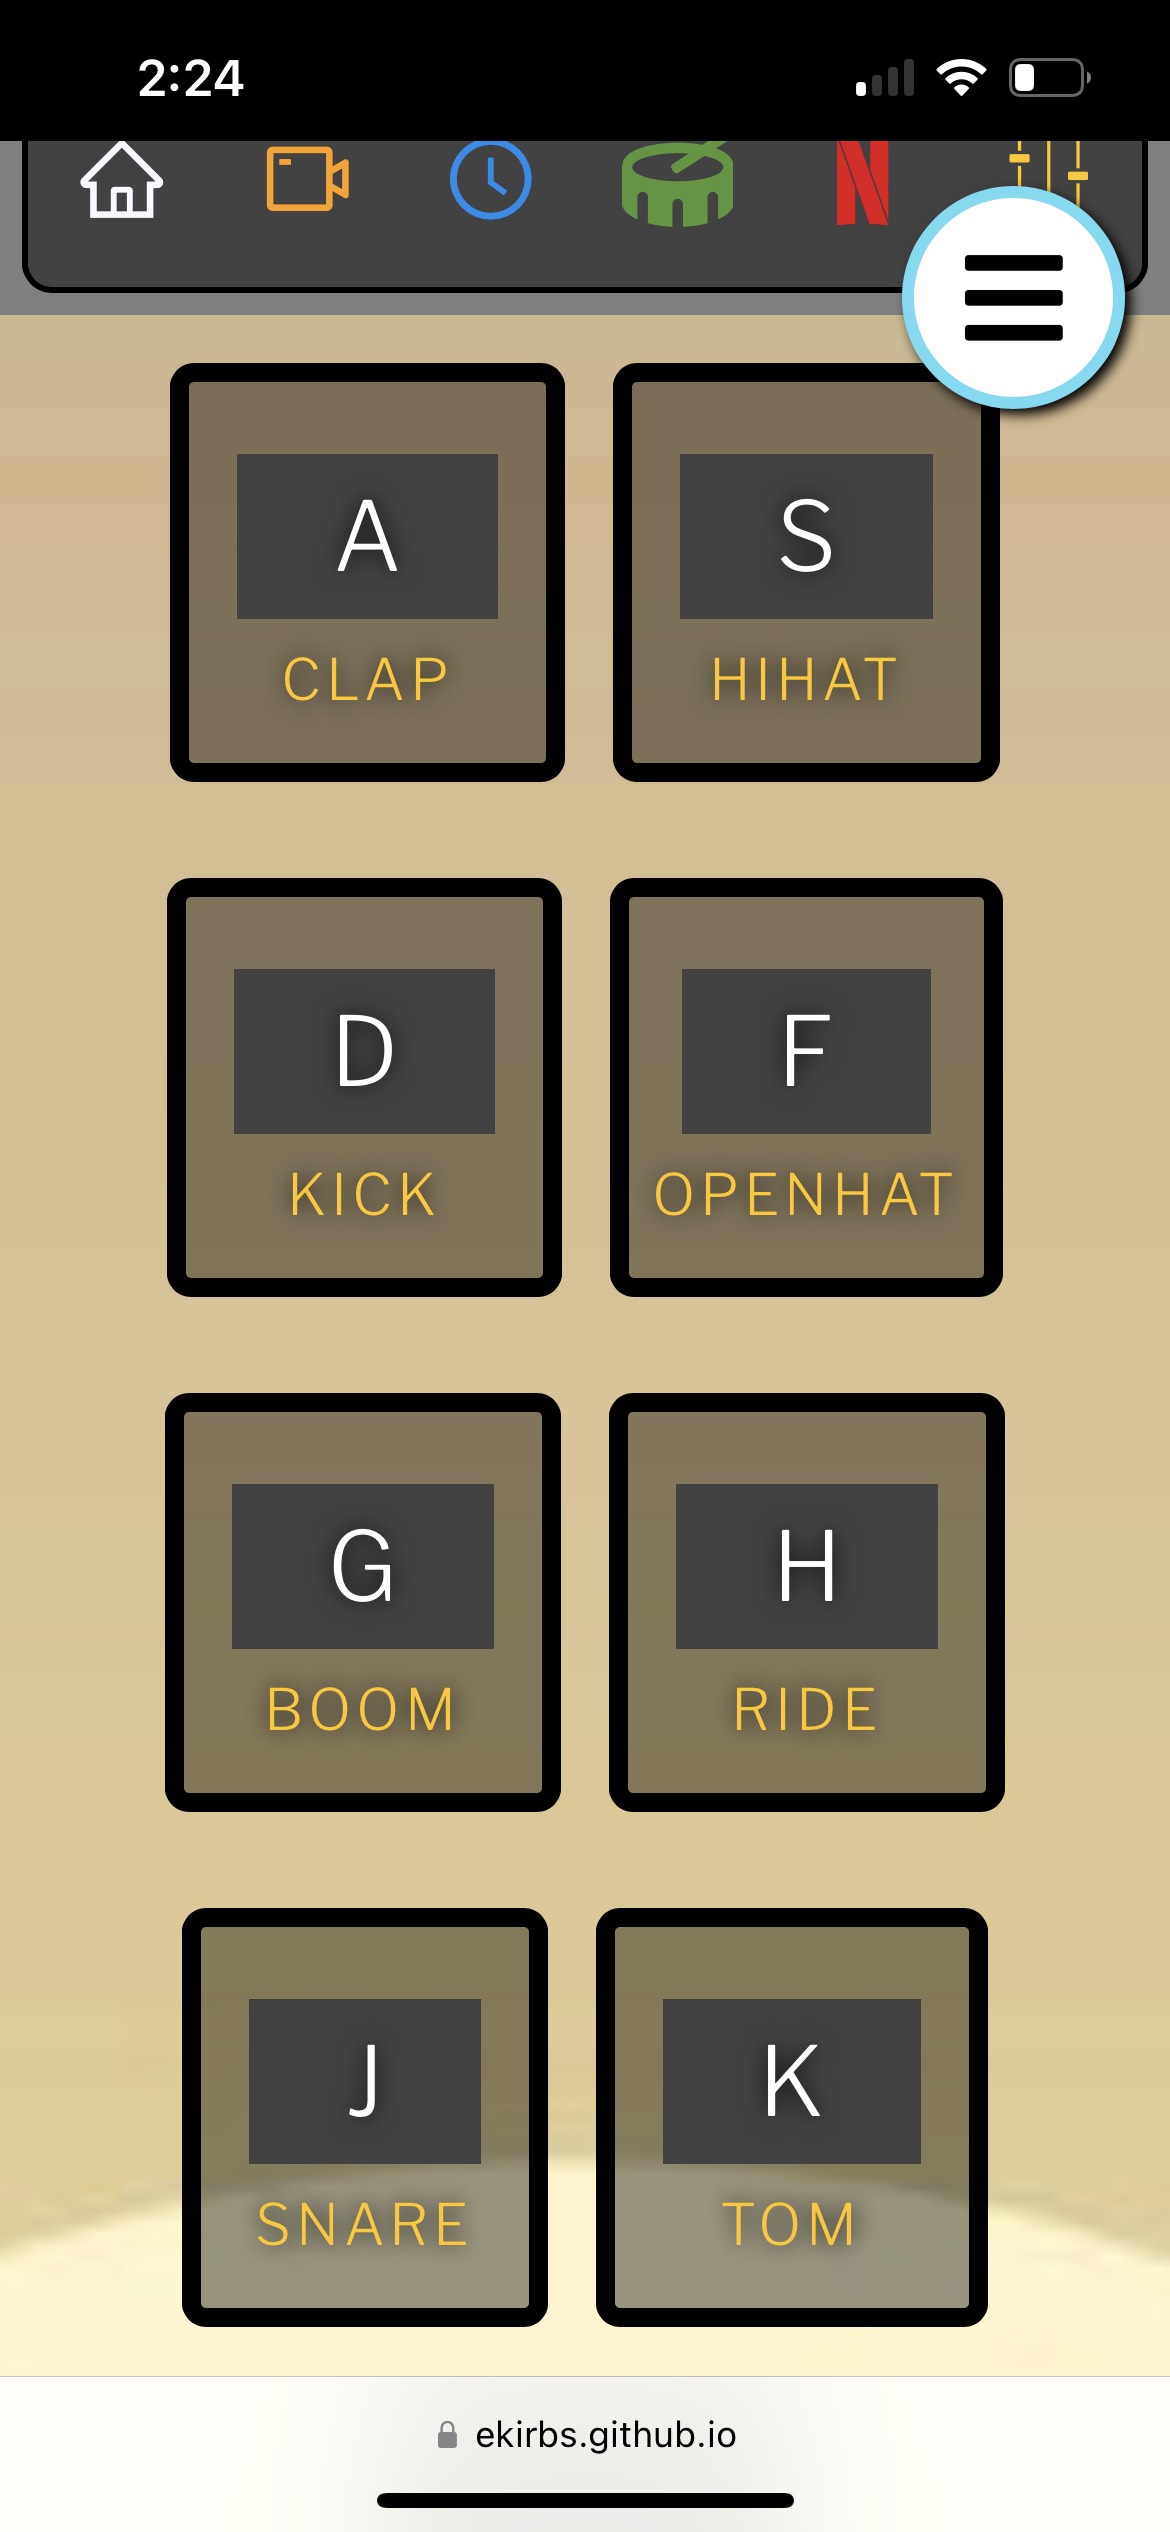 2:24
A
S
CLAP
HIHAT
D
F
KICK
OPENHAT
G
H
BOOM
RIDE
J
K
SNARE
TOM
ekirbs.github.io